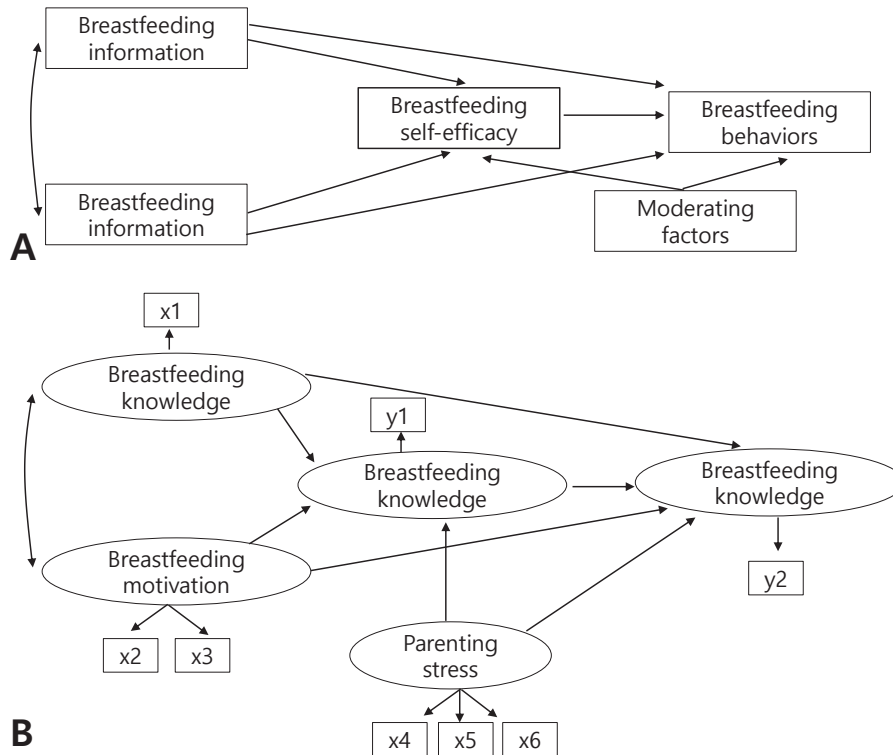 Breastfeeding
information
Breastfeeding
self-efficacy
Breastfeeding
behaviors
Breastfeeding
information
Moderating
factors
A
x1
Breastfeeding
knowledge
y1
Breastfeeding
knowledge
Breastfeeding
knowledge
Breastfeeding
motivation
y2
x2
x3
Parenting
stress
x4
x5
x6
B